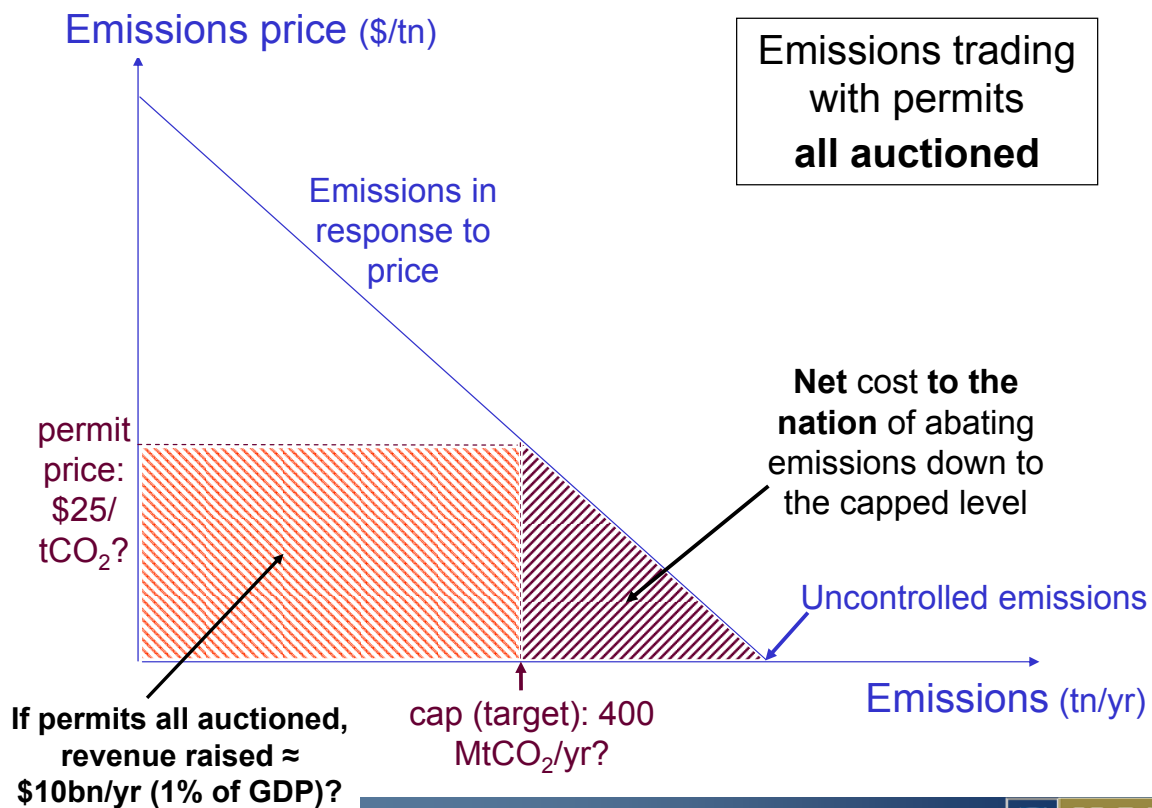 Emissions price ($/tn)
Emissions trading
with permits
all auctioned
Emissions in
response to
price
Net cost to the
nation of abating
emissions down to
the capped level
permit
price:
$25/
tCO₂?
Uncontrolled emissions
Emissions (tn/yr)
If permits all auctioned,
revenue raised ≈
$10bn/yr (1% of GDP)?
cap (target): 400
MtCO₂/yr?